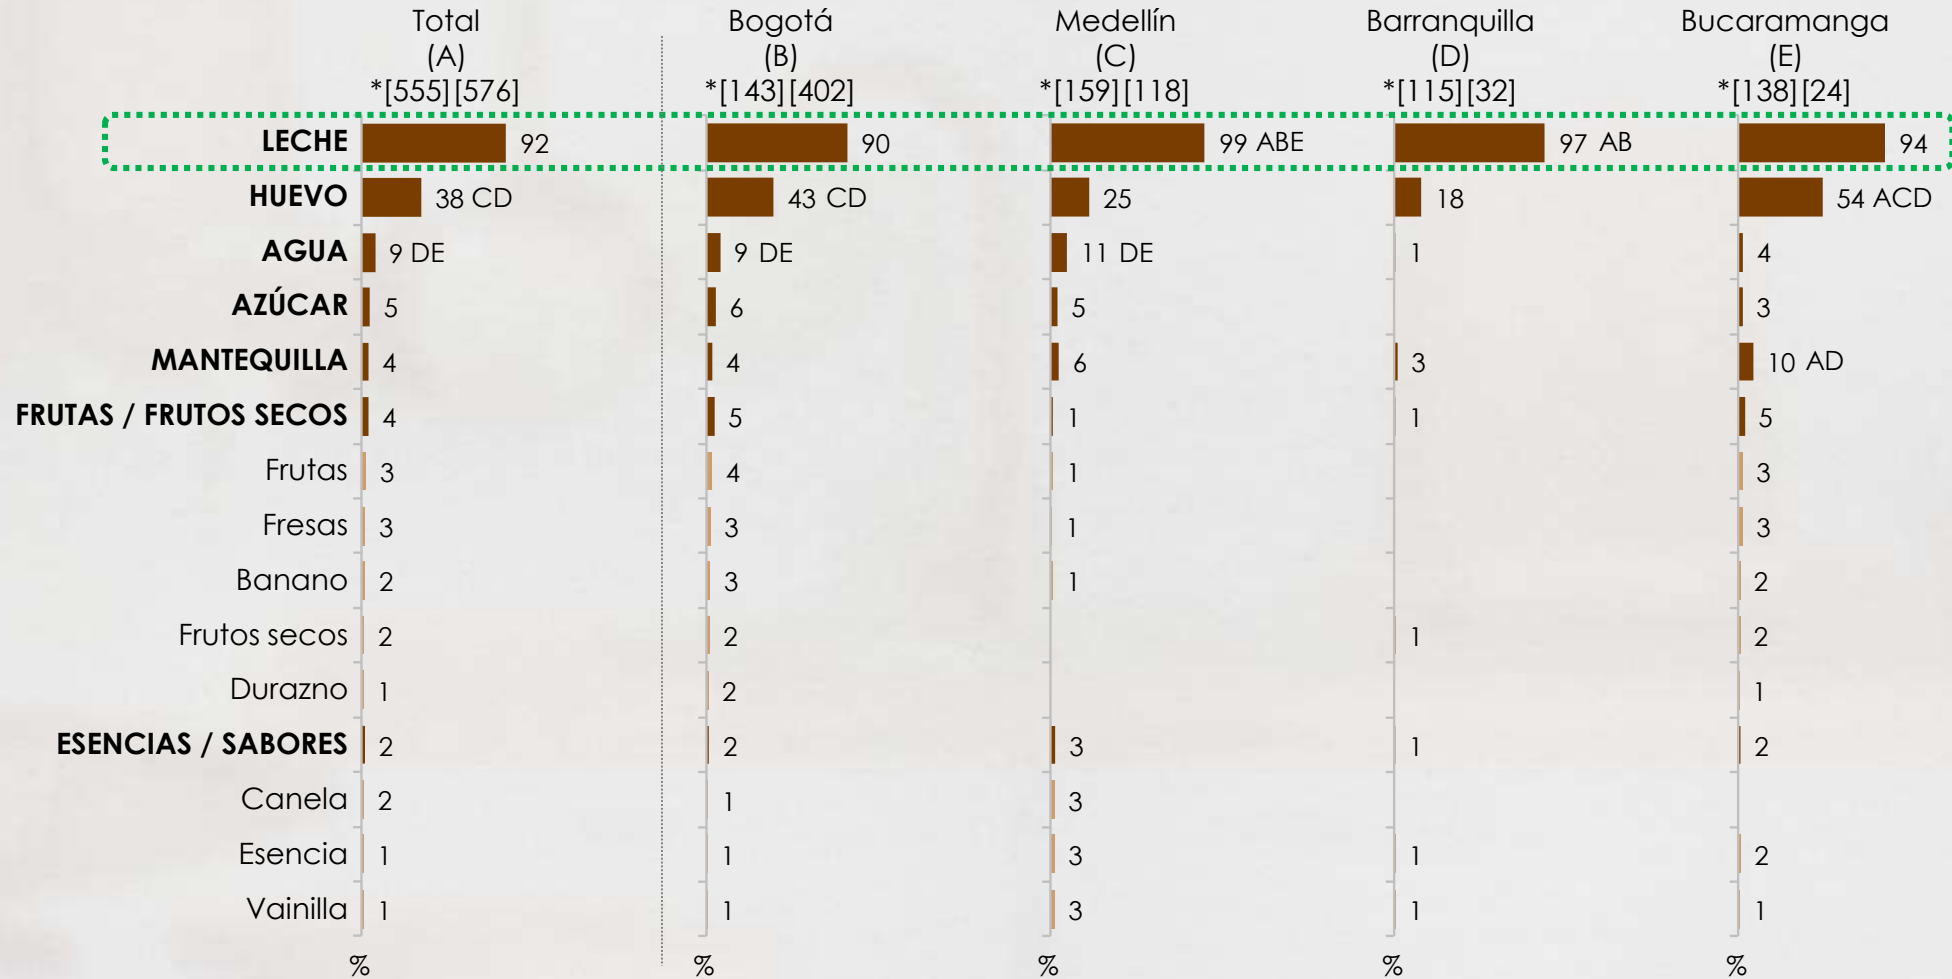 Total Bogotá Medellín Barranquilla Bucaramanga
(A) (B) (C) (D) (E)
*[555][576] *[143][402] *[159][118] *[115][32] *[138][24]
LECHE 92 90 99 ABE 97 AB 94
HUEVO 38 CD 43 CD 25 18 54 ACD
AGUA 9 DE 9 DE 11 DE 1 4
AZÚCAR 5 6 5 3
MANTEQUILLA 4 4 6 3 10 AD
FRUTAS / FRUTOS SECOS 4 5 1 1 5
Frutas 3 4 1 3
Fresas 3 3 1 3
Banano 2 3 1 2
Frutos secos 2 2 1 2
Durazno 1 2 1
ESENCIAS / SABORES 2 2 3 1 2
Canela 2 1 3
Esencia 1 1 3 1 2
Vainilla 1 1 3 1 1
% % % % %